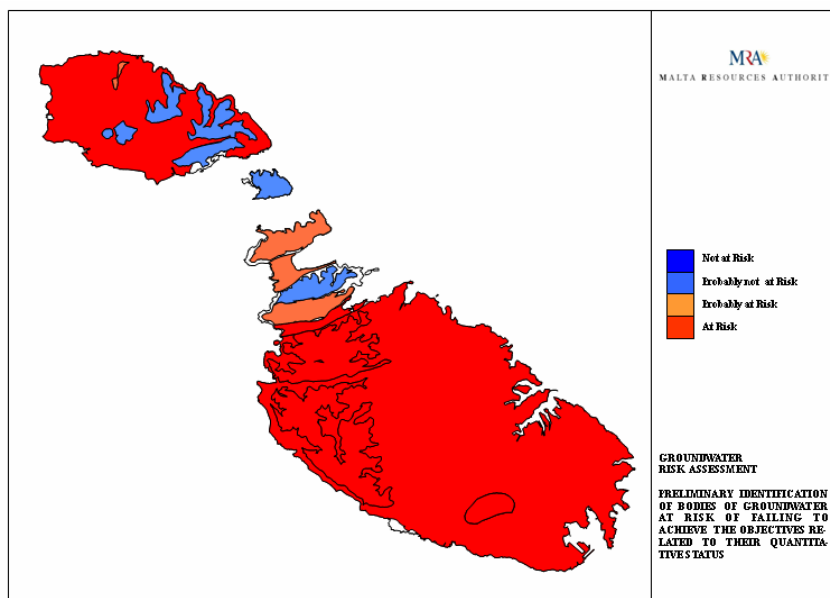 MRA
MALTA RESOURCES AUTHORIT
Not at Risk
Probably not at Risk
Probably at Risk
At Risk
GROUNDWATER
RISK ASSESSMENT
PRELIMINARY IDENTIFICATION
OF BODIES OF GROUNDWATER
AT RISK OF FAILING TO
ACHIEVE THE OBJECTIVES RE-
LATED TO THEIR QUANTITA-
TIVE STATUS